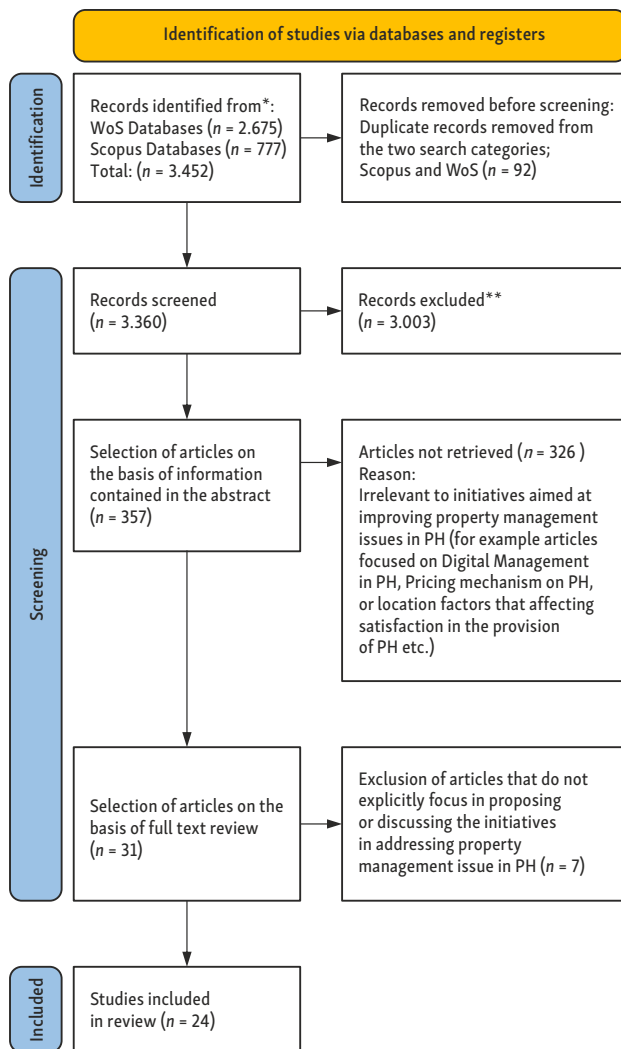 Identification of studies via databases and registers
Identification
Records identified from*:
WoS Databases (n = 2.675)
Scopus Databases (n = 777)
Total: (n = 3.452)
Records removed before screening:
Duplicate records removed from
the two search categories;
Scopus and WoS (n = 92)
Screening
Records screened
(n = 3.360)
Records excluded**
(n = 3.003)
Selection of articles on
the basis of information
contained in the abstract
(n = 357)
Articles not retrieved (n = 326 )
Reason:
Irrelevant to initiatives aimed at
improving property management
issues in PH (for example articles
focused on Digital Management
in PH, Pricing mechanism on PH,
or location factors that affecting
satisfaction in the provision
of PH etc.)
Selection of articles on the
basis of full text review
(n = 31)
Exclusion of articles that do not
explicitly focus in proposing
or discussing the initiatives
in addressing property
management issue in PH (n = 7)
Included
Studies included
in review (n = 24)